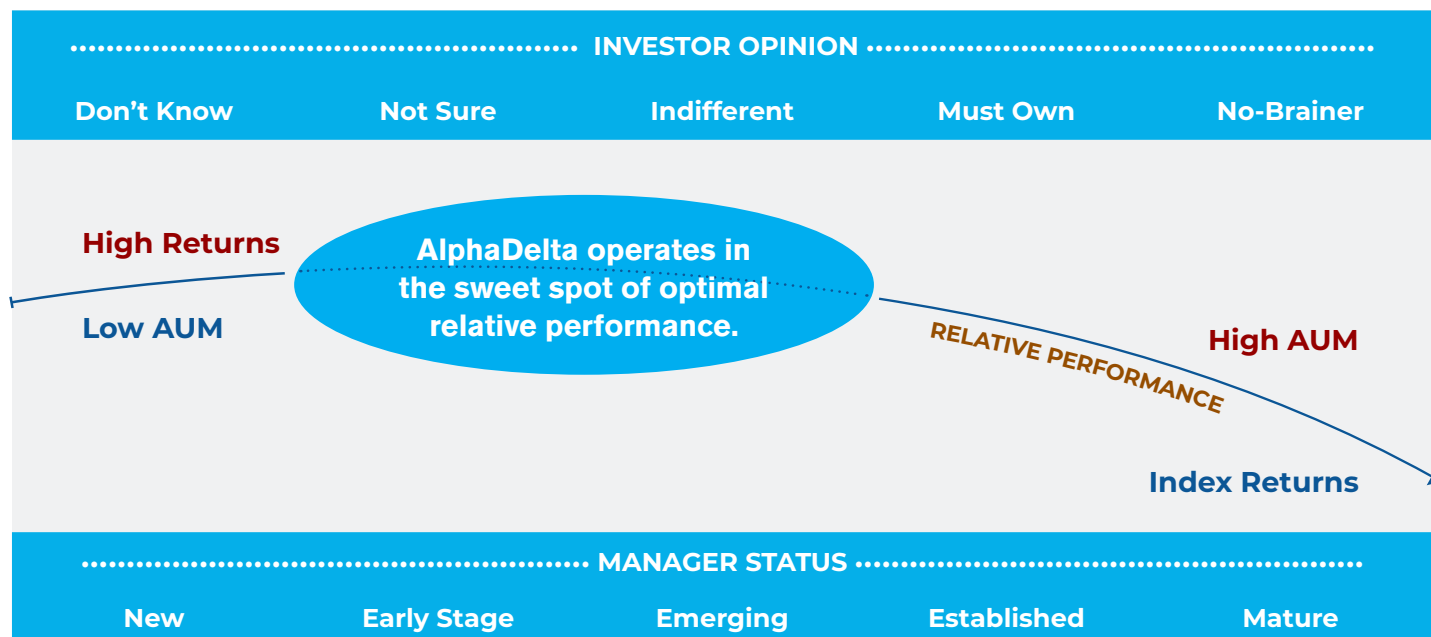 INVESTOR OPINION
Don’t Know Not Sure Indifferent Must Own No-Brainer
High Returns
Low AUM
AlphaDelta operates in
the sweet spot of optimal
relative performance.
RELATIVE PERFORMANCE
High AUM
Index Returns
MANAGER STATUS
New Early Stage Emerging Established Mature